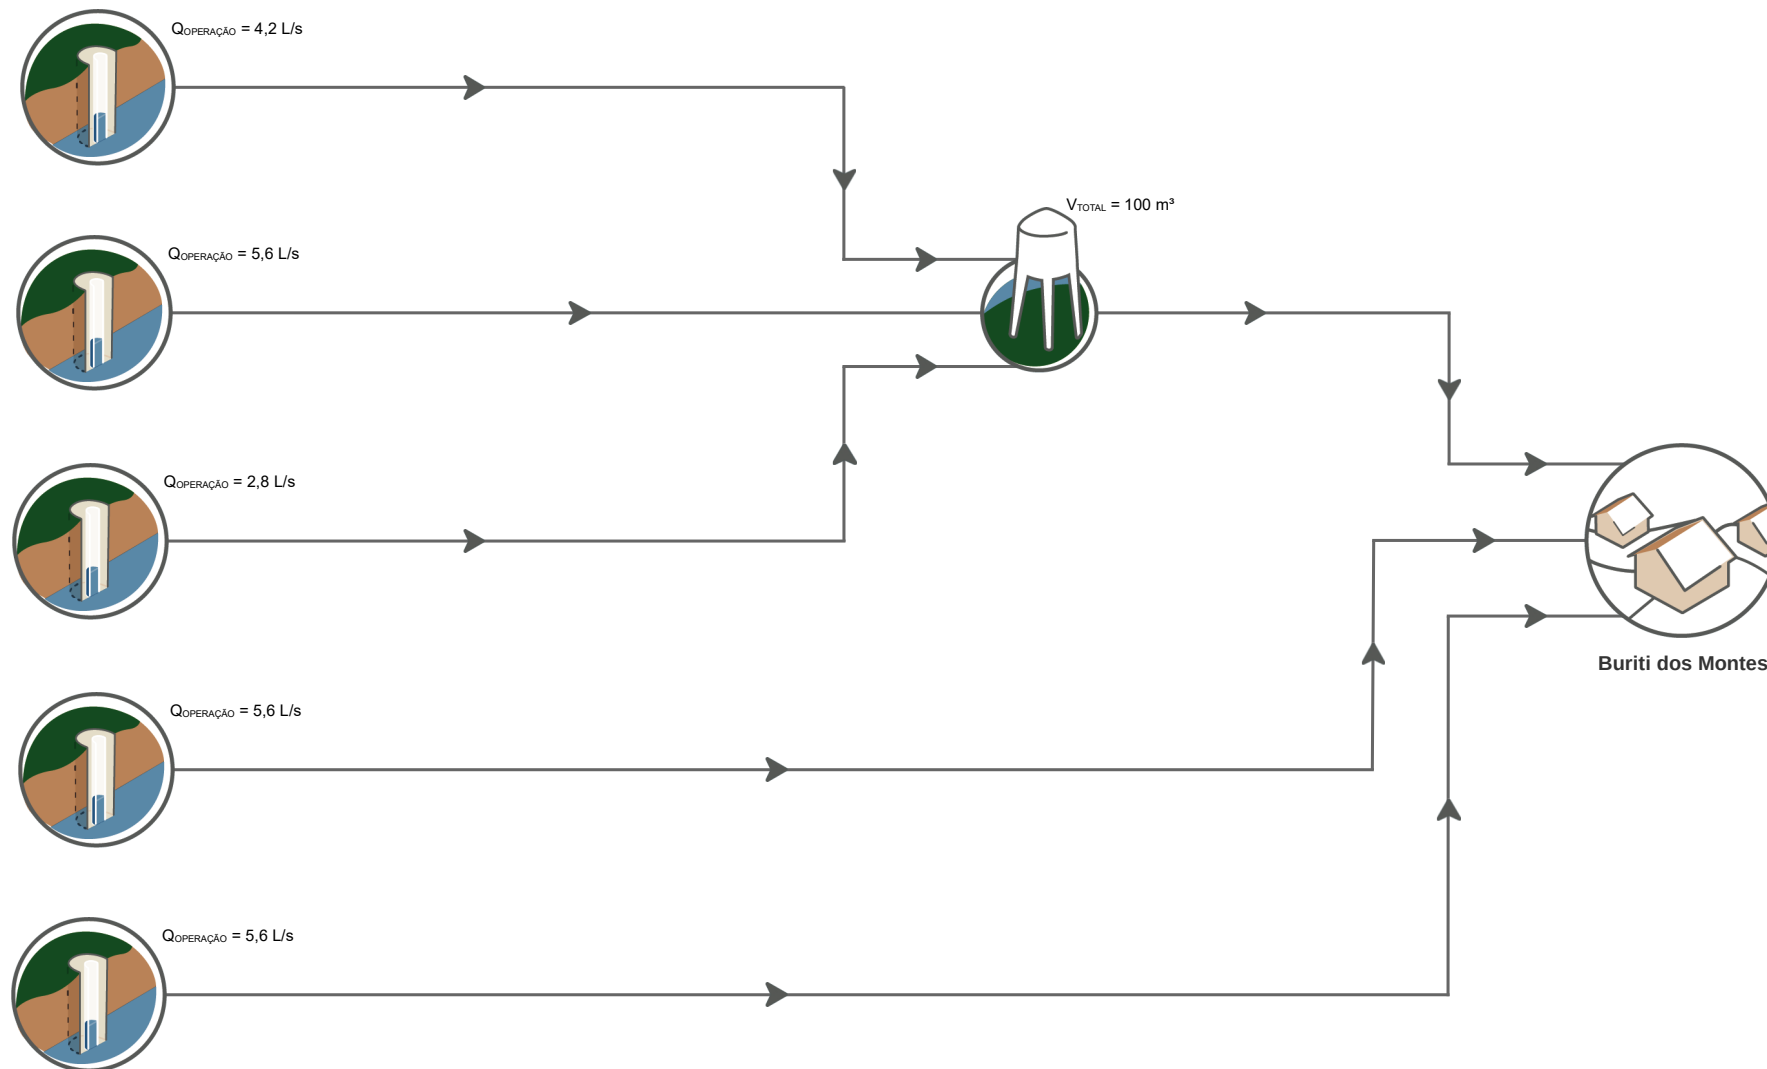 QOPERAÇÃO = 4,2 L/s
VTOTAL = 100 m³
QOPERAÇÃO = 5,6 L/s
QOPERAÇÃO = 2,8 L/s
Buriti dos Montes
QOPERAÇÃO = 5,6 L/s
QOPERAÇÃO = 5,6 L/s